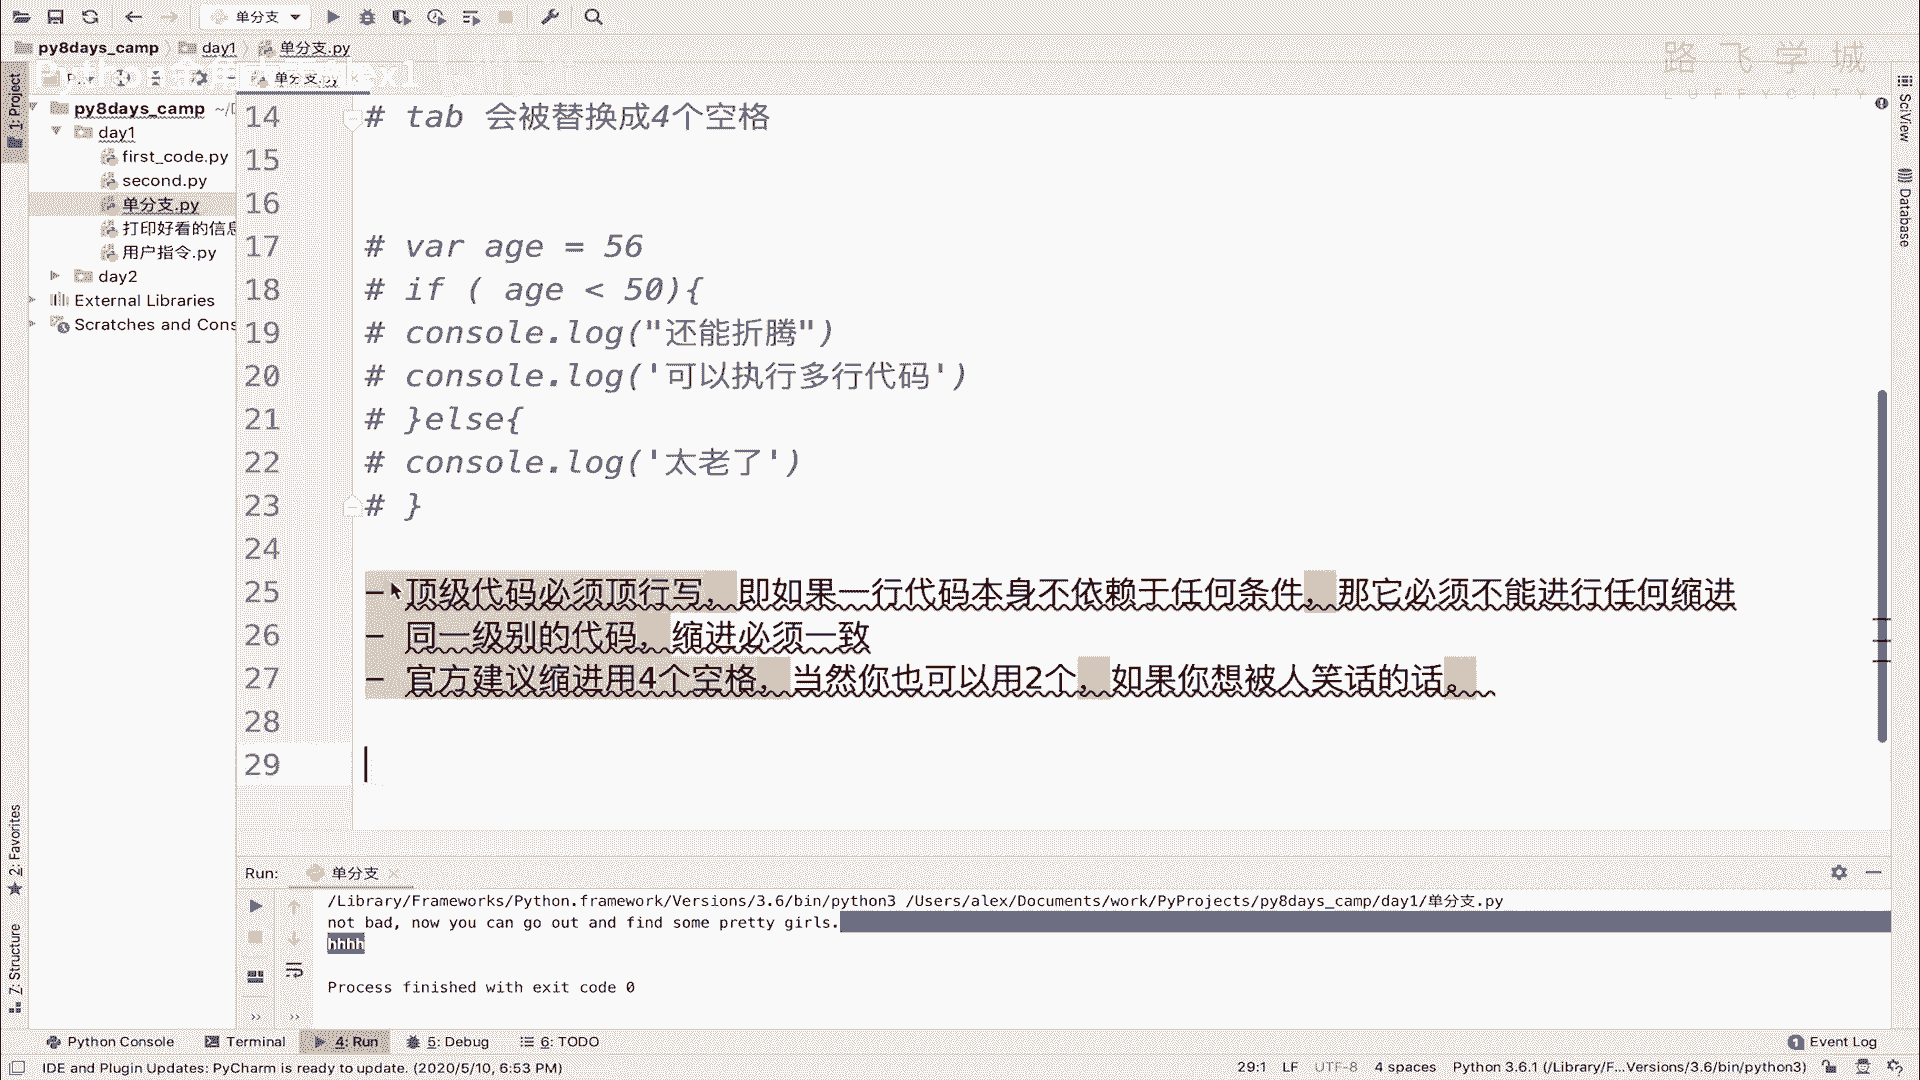 单分支
py8days_camp
day1
单分支.py
路飞学城
LUFFYCITY
单分支.py
1: Project
py8days_camp
day1
first_code.py
second.py
单分支.py
打印好看的信息
用户指令.py
day2
External Libraries
Scratches and Cons
14 # tab 会被替换成4个空格
15
16
17 # var age = 56
18 # if ( age < 50){
19 # console.log("还能折腾")
20 # console.log('可以执行多行代码')
21 # }else{
22 # console.log('太老了')
23 # }
24
25 - 顶级代码必须顶行写，即如果一行代码本身不依赖于任何条件，那它必须不能进行任何缩进
26 - 同一级别的代码，缩进必须一致
27 - 官方建议缩进用4个空格，当然你也可以用2个，如果你想被人笑话的话。
28
29
SciView
Database
2: Favorites
7: Structure
Run: 单分支
/Library/Frameworks/Python.framework/Versions/3.6/bin/python3 /Users/alex/Documents/work/PyProjects/py8days_camp/day1/单分支.py
not bad, now you can go out and find some pretty girls.
hhhh
Process finished with exit code 0
Python Console
Terminal
4: Run
5: Debug
6: TODO
1 Event Log
IDE and Plugin Updates: PyCharm is ready to update. (2020/5/10, 6:53 PM)
29:1 LF UTF-8 4 spaces Python 3.6.1 (/Library/F...Versions/3.6/bin/python3)